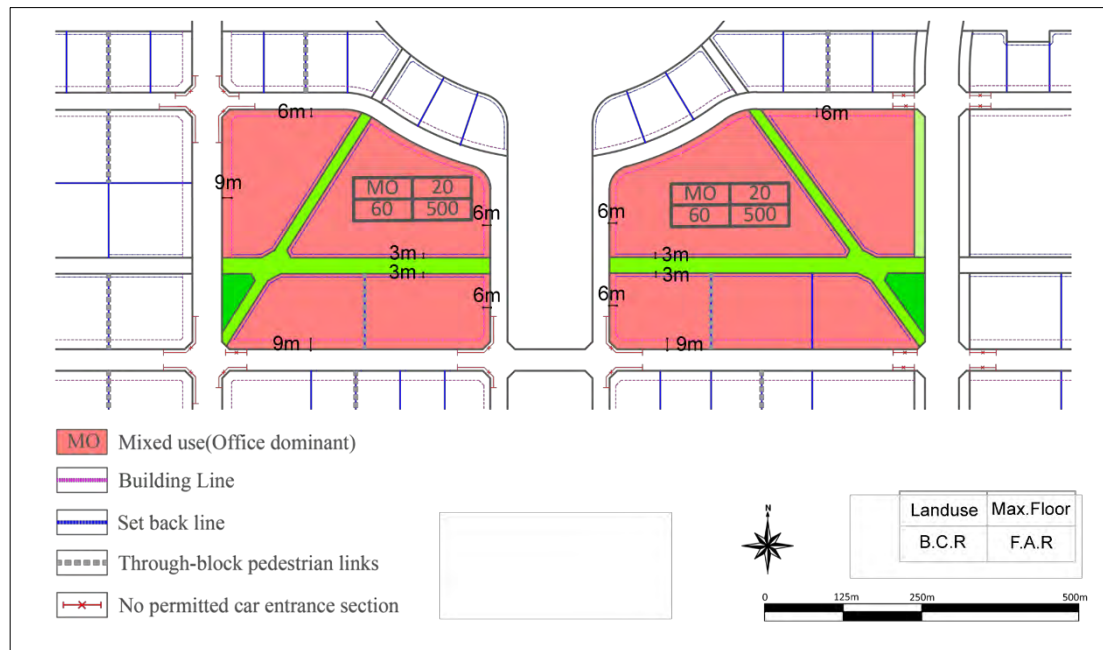 6m
6m
9m
MO 20
60 500
MO 20
60 500
6m
6m
3m
3m
3m
3m
6m
6m
9m
9m
MO Mixed use(Office dominant)
Building Line
Set back line
Through-block pedestrian links
No permitted car entrance section
N
Landuse Max.Floor
B.C.R F.A.R
0 125m 250m 500m